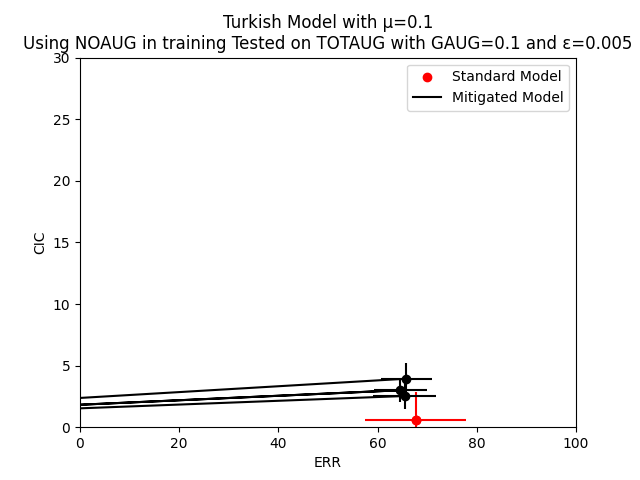 Turkish Model with μ=0.1
Using NOAUG in training Tested on TOTAUG with GAUG=0.1 and ε=0.005
Standard Model
Mitigated Model
30
25
20
15
10
5
0
CIC
0 20 40 60 80 100
ERR